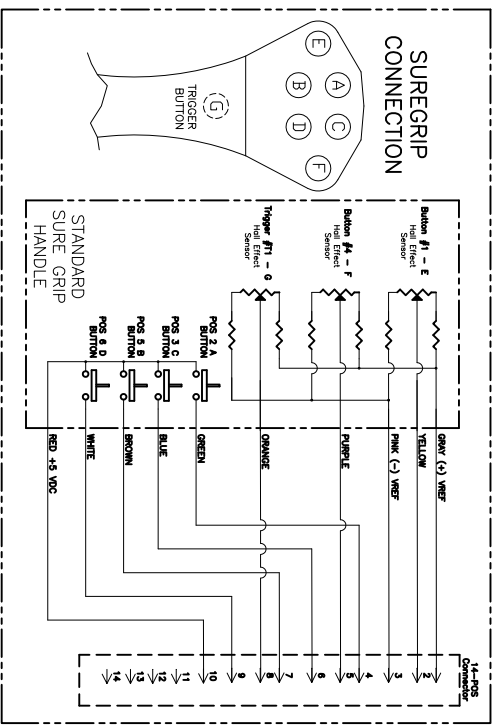 SUREGRIP
CONNECTION
E
A
C
B
D
F
G
TRIGGER
BUTTON
STANDARD
SURE GRIP
HANDLE
Button #1 - E
Hall Effect
Sensor
Button #4 - F
Hall Effect
Sensor
Trigger #T1 - G
Hall Effect
Sensor
POS 2 A
BUTTON
POS 3 C
BUTTON
POS 5 B
BUTTON
POS 6 D
BUTTON
GRAY (+) VREF
YELLOW
PINK (-) VREF
PURPLE
ORANGE
GREEN
BLUE
BROWN
WHITE
RED +5 VDC
14-POS
Connector
2
3
4
5
6
7
8
9
10
11
12
13
14